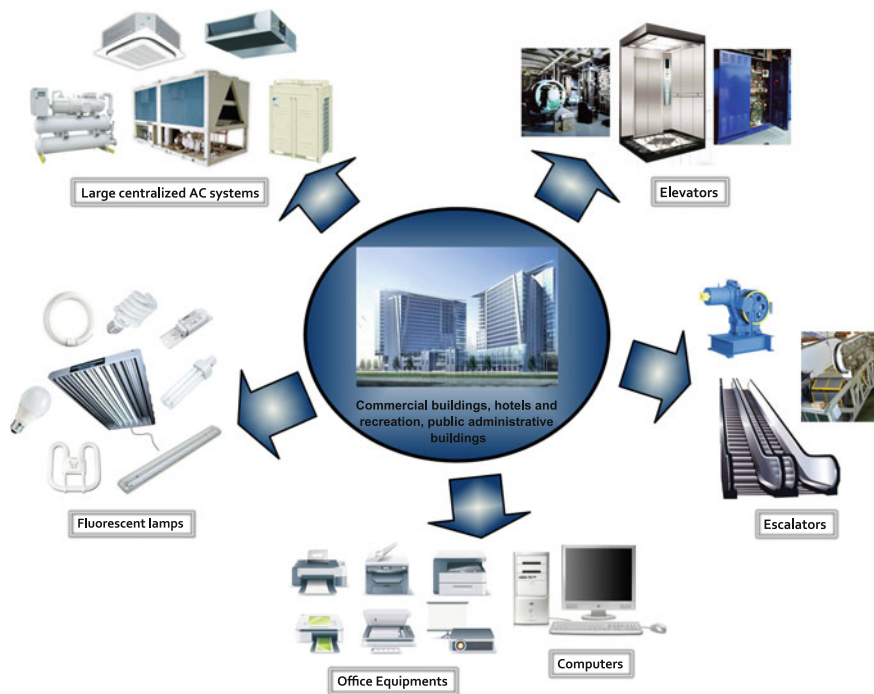 Large centralized AC systems
Elevators
Commercial buildings, hotels and
recreation, public administrative
buildings
Fluorescent lamps
Escalators
Office Equipments
Computers